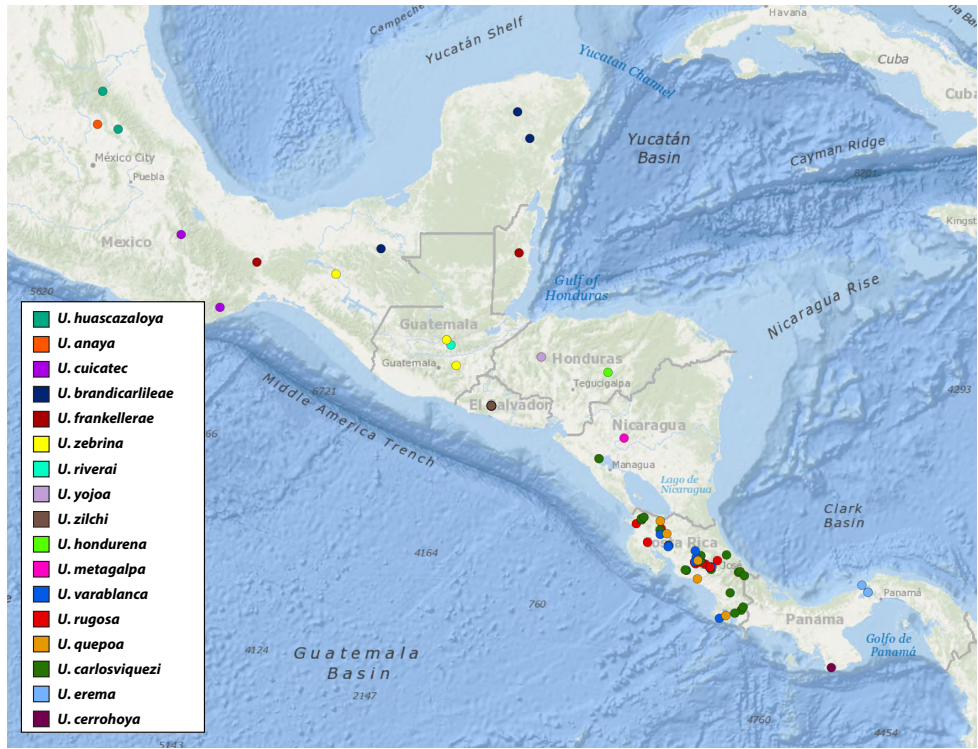 Campeche
Havana
Yucatán Shelf
Yucatan Channel
Cuba
Cuba
Yucatán
Basin
Cayman Ridge
8201
México City
Puebla
Kingst
Mexico
Gulf of
Honduras
Nicaragua Rise
5620
Guatemala
Guatemala
Honduras
Tegucigalpa
6721
Middle America Trench
El Salvador
4293
66
Nicaragua
Managua
Lago de
Nicaragua
Clark
Basin
Costa Rica
José
4164
760
Panamá
Panama
Golfo de
Panamá
4124
Guatemala
Basin
2147
4760
4454
5143
U. huascazaloya
U. anaya
U. cuicatec
U. brandicarlileae
U. frankellerae
U. zebrina
U. riverai
U. yojoa
U. zilchi
U. hondurena
U. metagalpa
U. varablanca
U. rugosa
U. quepoa
U. carlosviquezi
U. erema
U. cerrohoya